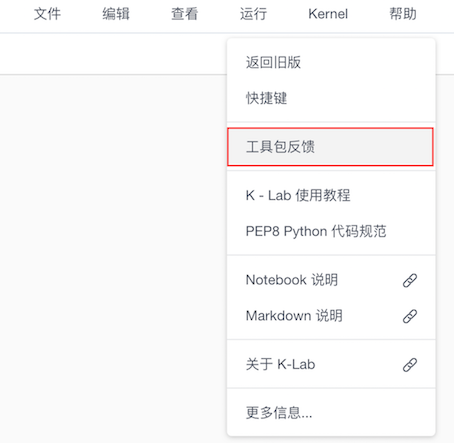 文件 编辑 查看 运行 Kernel 帮助
返回旧版
快捷键
工具包反馈
K - Lab 使用教程
PEP8 Python 代码规范
Notebook 说明
Markdown 说明
关于 K-Lab
更多信息...